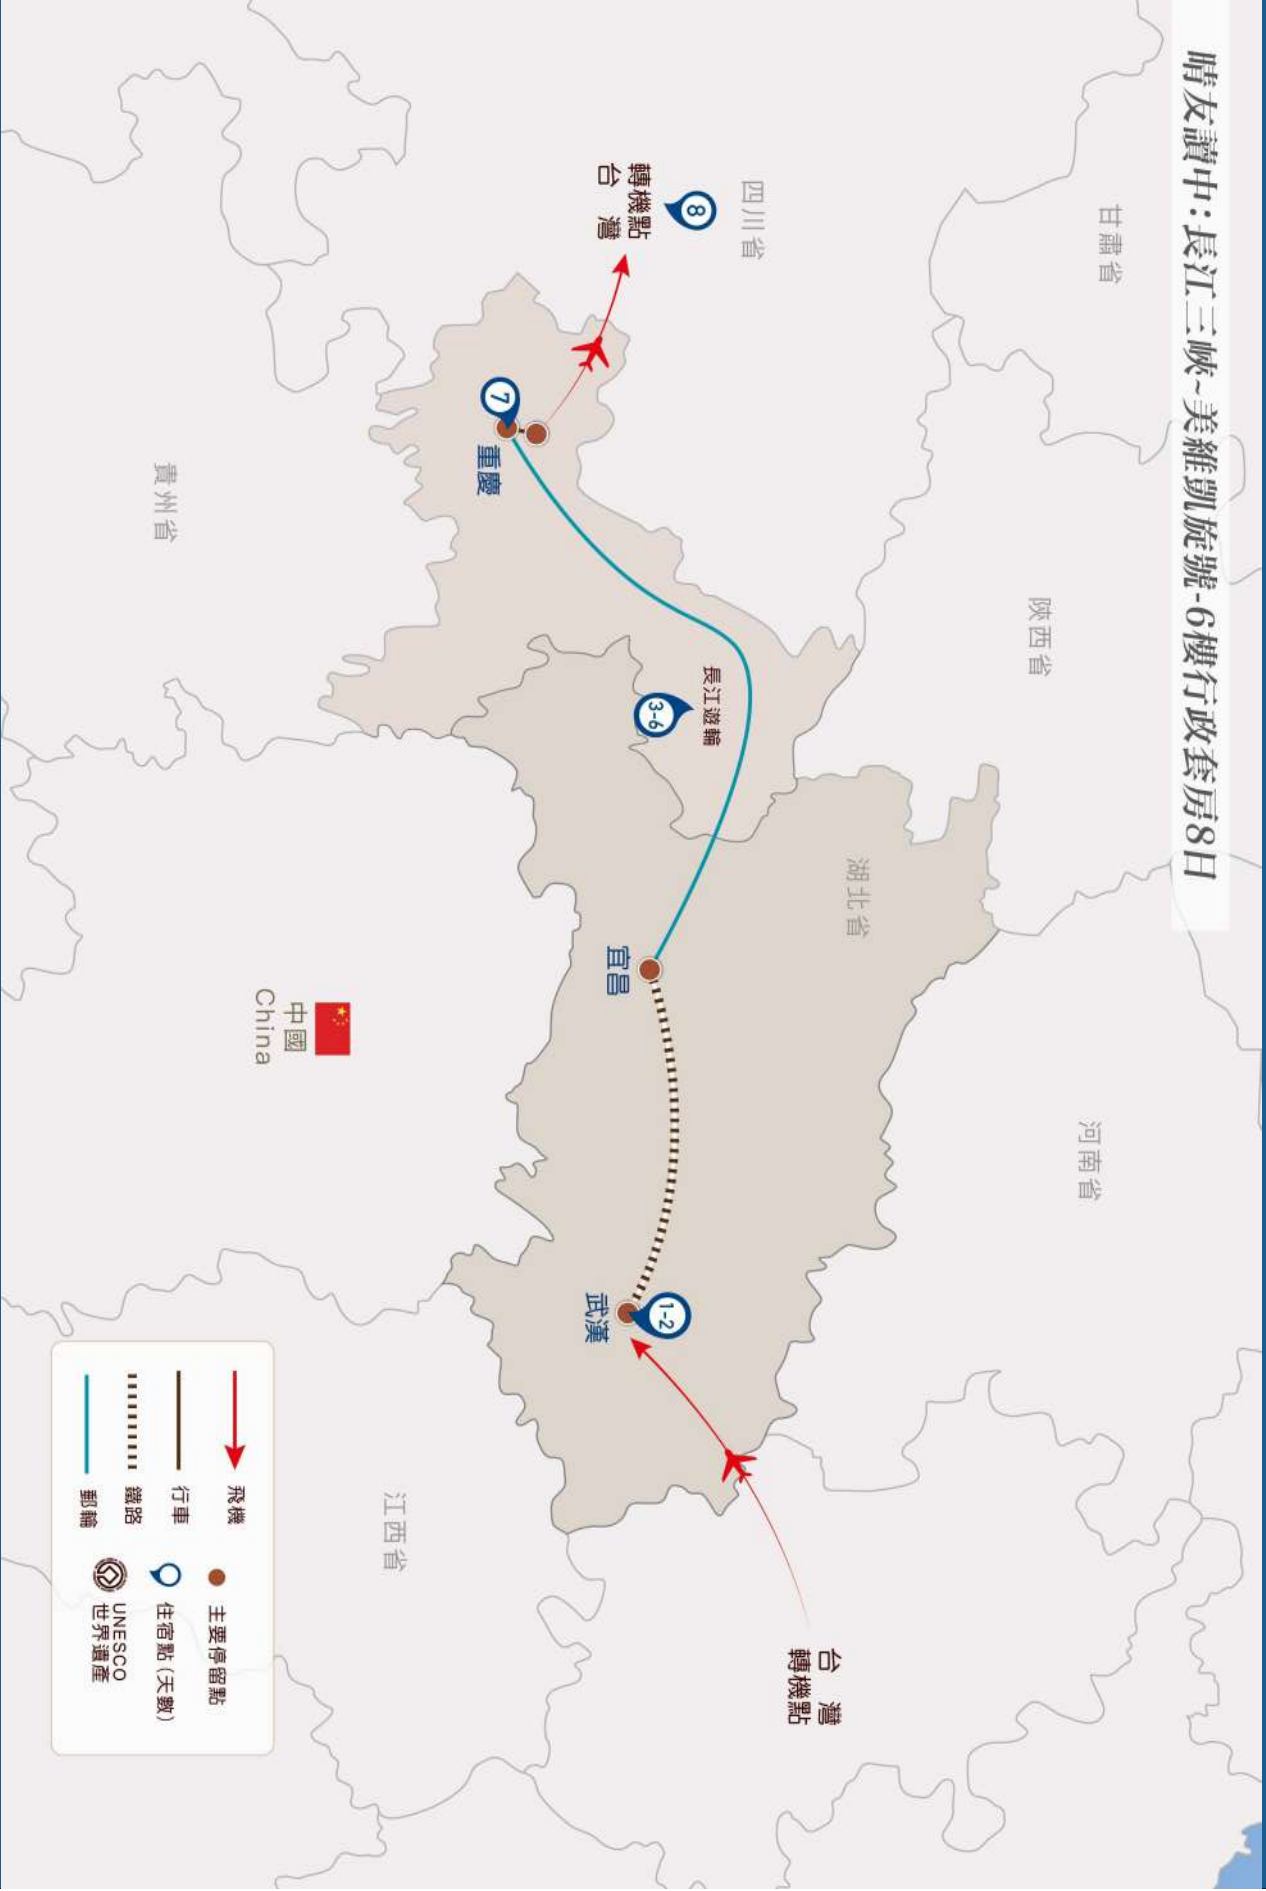 晴友讀中：長江三峽~美維凱旋號-6樓行政套房8日
甘肅省
陝西省
河南省
四川省
湖北省
8
轉機點
台 灣
7
重慶
長江遊輪
3-6
宜昌
1-2
武漢
台 灣
轉機點
貴州省
中國
China
江西省
飛機
行車
鐵路
郵輪
主要停留點
住宿點 (天數)
UNESCO
世界遺產